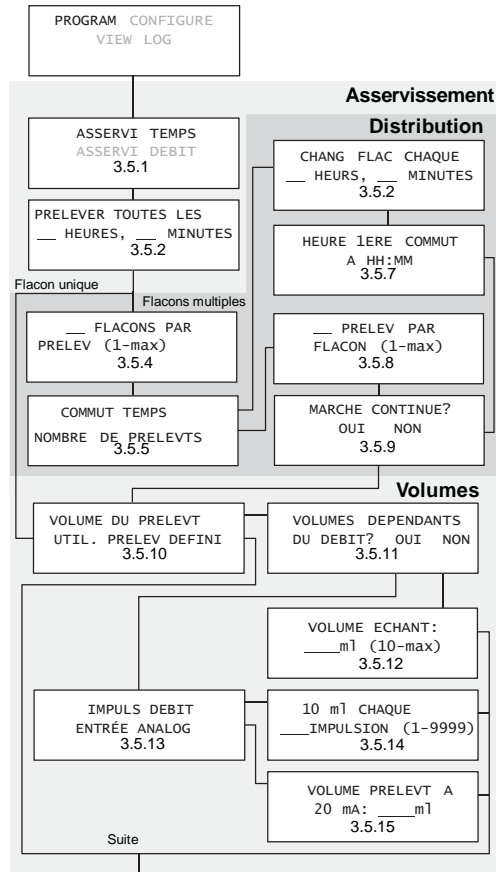 PROGRAM CONFIGURE
VIEW LOG
Asservissement
ASSERVI TEMPS
ASSERVI DEBIT
3.5.1
PRELEVER TOUTES LES
__ HEURES, __ MINUTES
3.5.2
Distribution
CHANG FLAC CHAQUE
__ HEURS, __ MINUTES
3.5.2
HEURE 1ERE COMMUT
A HH:MM
3.5.7
Flacon unique
Flacons multiples
__ FLACONS PAR
PRELEV (1-max)
3.5.4
__ PRELEV PAR
FLACON (1-max)
3.5.8
COMMUT TEMPS
NOMBRE DE PRELEVTS
3.5.5
MARCHE CONTINUE?
OUI NON
3.5.9
Volumes
VOLUME DU PRELEVT
UTIL. PRELEV DEFINI
3.5.10
VOLUMES DEPENDANTS
DU DEBIT? OUI NON
3.5.11
VOLUME ECHANT:
____ml (10-max)
3.5.12
IMPULS DEBIT
ENTRÉE ANALOG
3.5.13
10 ml CHAQUE
___IMPULSION (1-9999)
3.5.14
VOLUME PRELEVT A
20 mA: ____ml
3.5.15
Suite